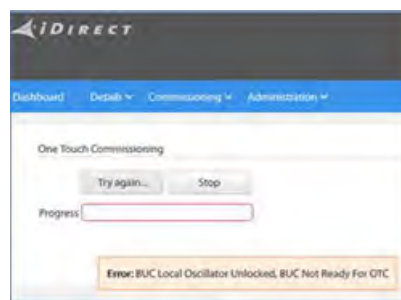 iDIRECT
Dashboard Details Commissioning Administration
One Touch Commissioning
Try again... Stop
Progress
Error: BUC Local Oscillator Unlocked, BUC Not Ready For OTC